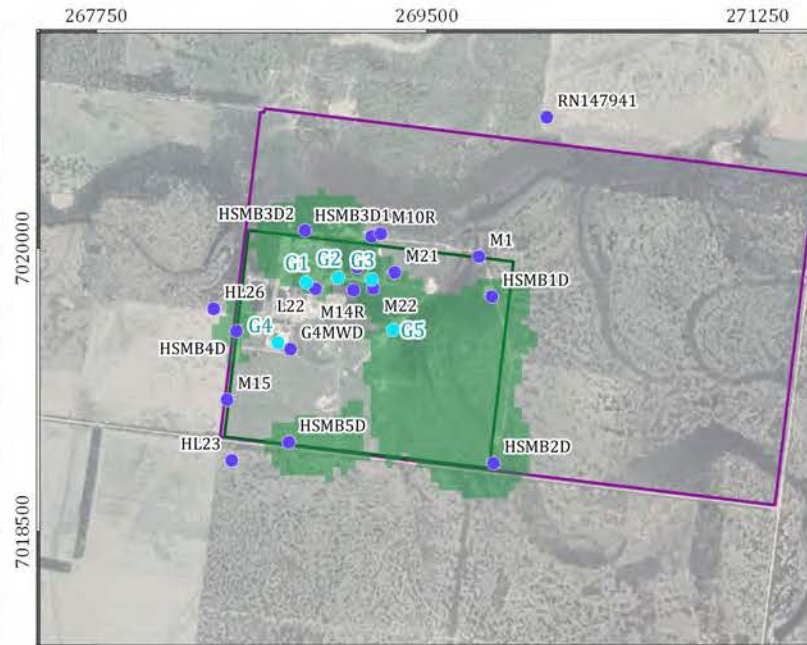 267750 269500 271250
RN147941
HSMB3D2 HSMB3D1 M10R
7020000
M1
G1 G2 G3 M21
HSMB1D
HL26 L22 M14R M22
G4 G4MWD G5
HSMB4D
M15
HSMB5D
HL23 HSMB2D
7018500